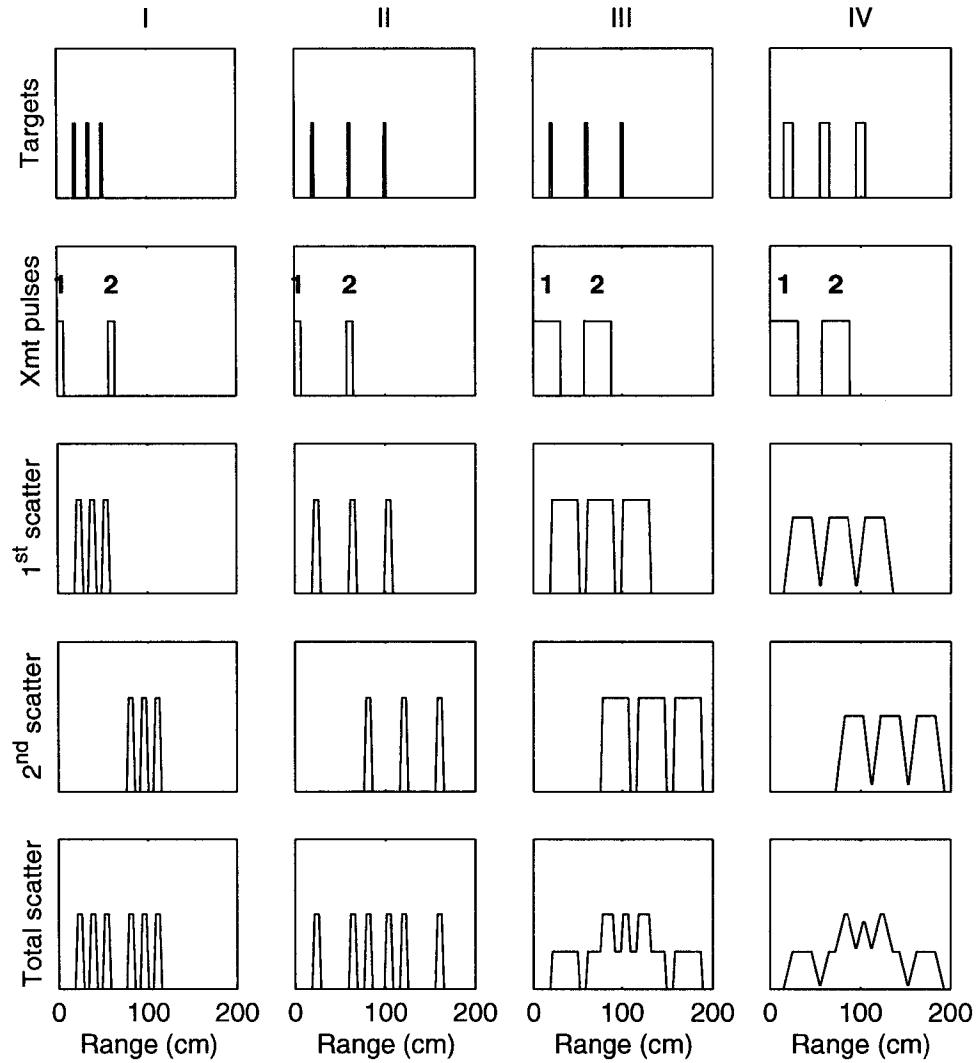 I II III IV
Targets
Xmt pulses
1 2 1 2 1 2 1 2
1st scatter
2nd scatter
Total scatter
0 100 200 0 100 200 0 100 200 0 100 200
Range (cm) Range (cm) Range (cm) Range (cm)